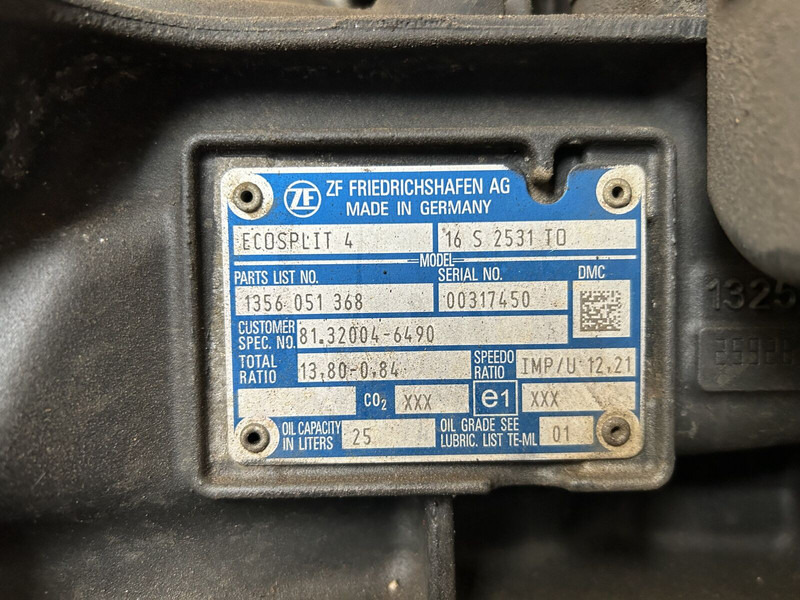 ZF FRIEDRICHSHAFEN AG
MADE IN GERMANY
ECOSPLIT 4 16 S 2531 TO
MODEL
PARTS LIST NO. SERIAL NO. DMC
1356 051 368 00317450
CUSTOMER SPEC. NO. 81.32004-6490
TOTAL RATIO 13,80-0,84 SPEEDO RATIO IMP/U 12,21
CO2 XXX e1 XXX
OIL CAPACITY IN LITERS 25 OIL GRADE SEE LUBRIC. LIST TE-ML 01
ZF
1325